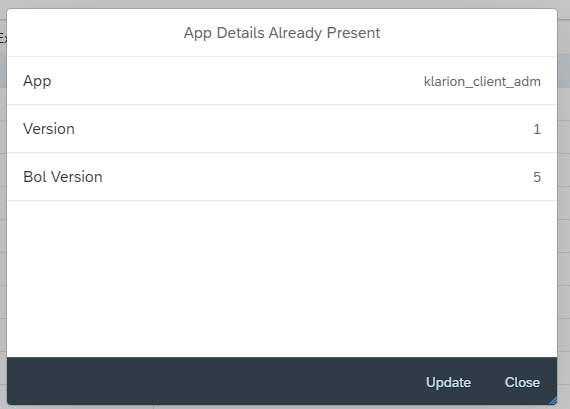 App Details Already Present
App klarion_client_adm
Version 1
Bol Version 5
Update Close